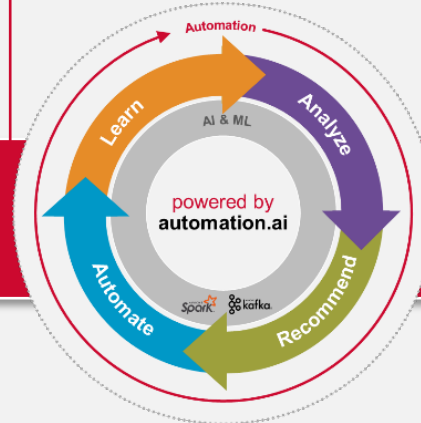 Automation
Learn
Analyze
AI & ML
powered by
automation.ai
Spark
kafka.
Automate
Recommend